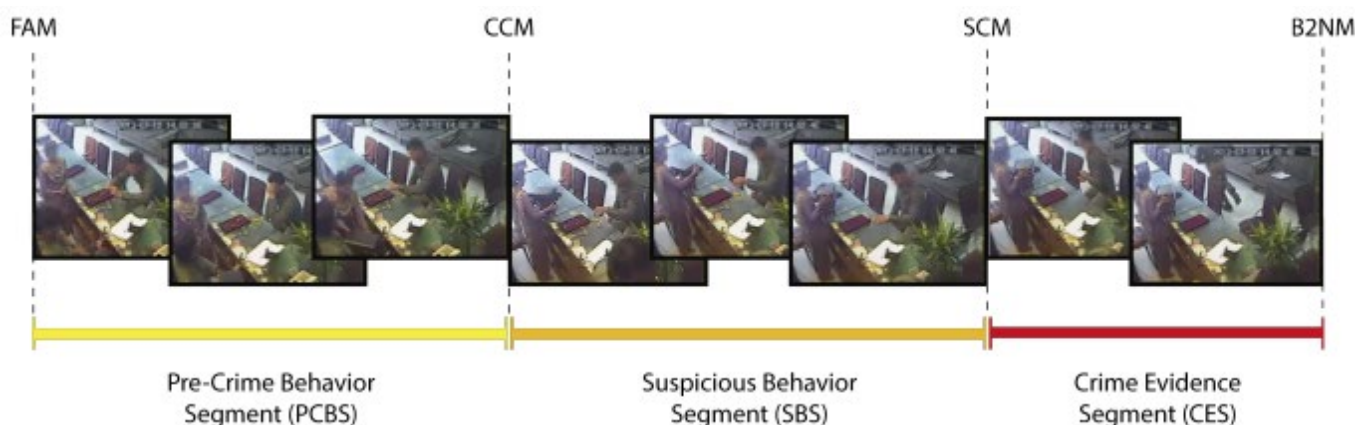 FAM
CCM
SCM
B2NM
Pre-Crime Behavior
Segment (PCBS)
Suspicious Behavior
Segment (SBS)
Crime Evidence
Segment (CES)